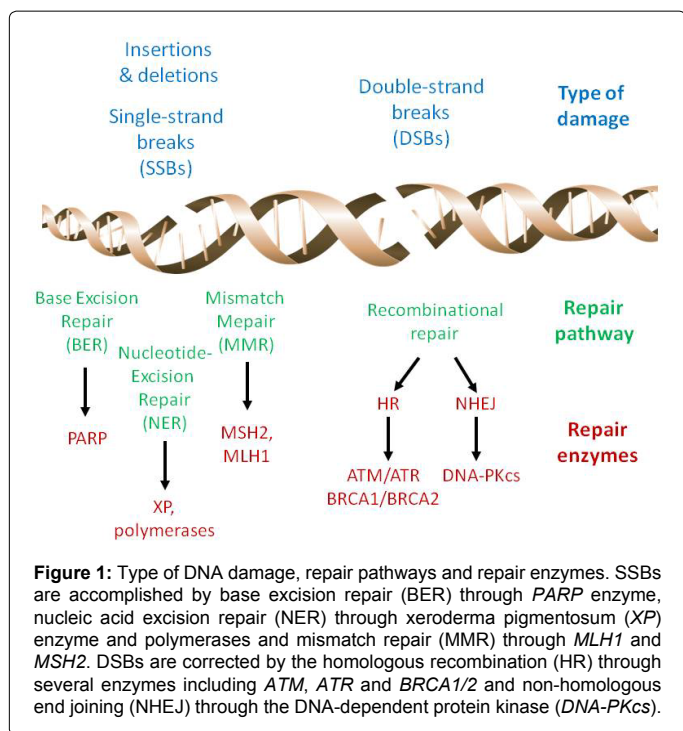 Insertions
& deletions
Single-strand
breaks
(SSBs)
Double-strand
breaks
(DSBs)
Type of
damage
Base Excision
Repair
(BER)
Nucleotide-
Excision
Repair
(NER)
Mismatch
Mepair
(MMR)
Recombinational
repair
Repair
pathway
PARP
XP,
polymerases
MSH2,
MLH1
HR
NHEJ
ATM/ATR
BRCA1/BRCA2
DNA-PKcs
Repair
enzymes
Figure 1: Type of DNA damage, repair pathways and repair enzymes. SSBs
are accomplished by base excision repair (BER) through PARP enzyme,
nucleic acid excision repair (NER) through xeroderma pigmentosum (XP)
enzyme and polymerases and mismatch repair (MMR) through MLH1 and
MSH2. DSBs are corrected by the homologous recombination (HR) through
several enzymes including ATM, ATR and BRCA1/2 and non-homologous
end joining (NHEJ) through the DNA-dependent protein kinase (DNA-PKcs).